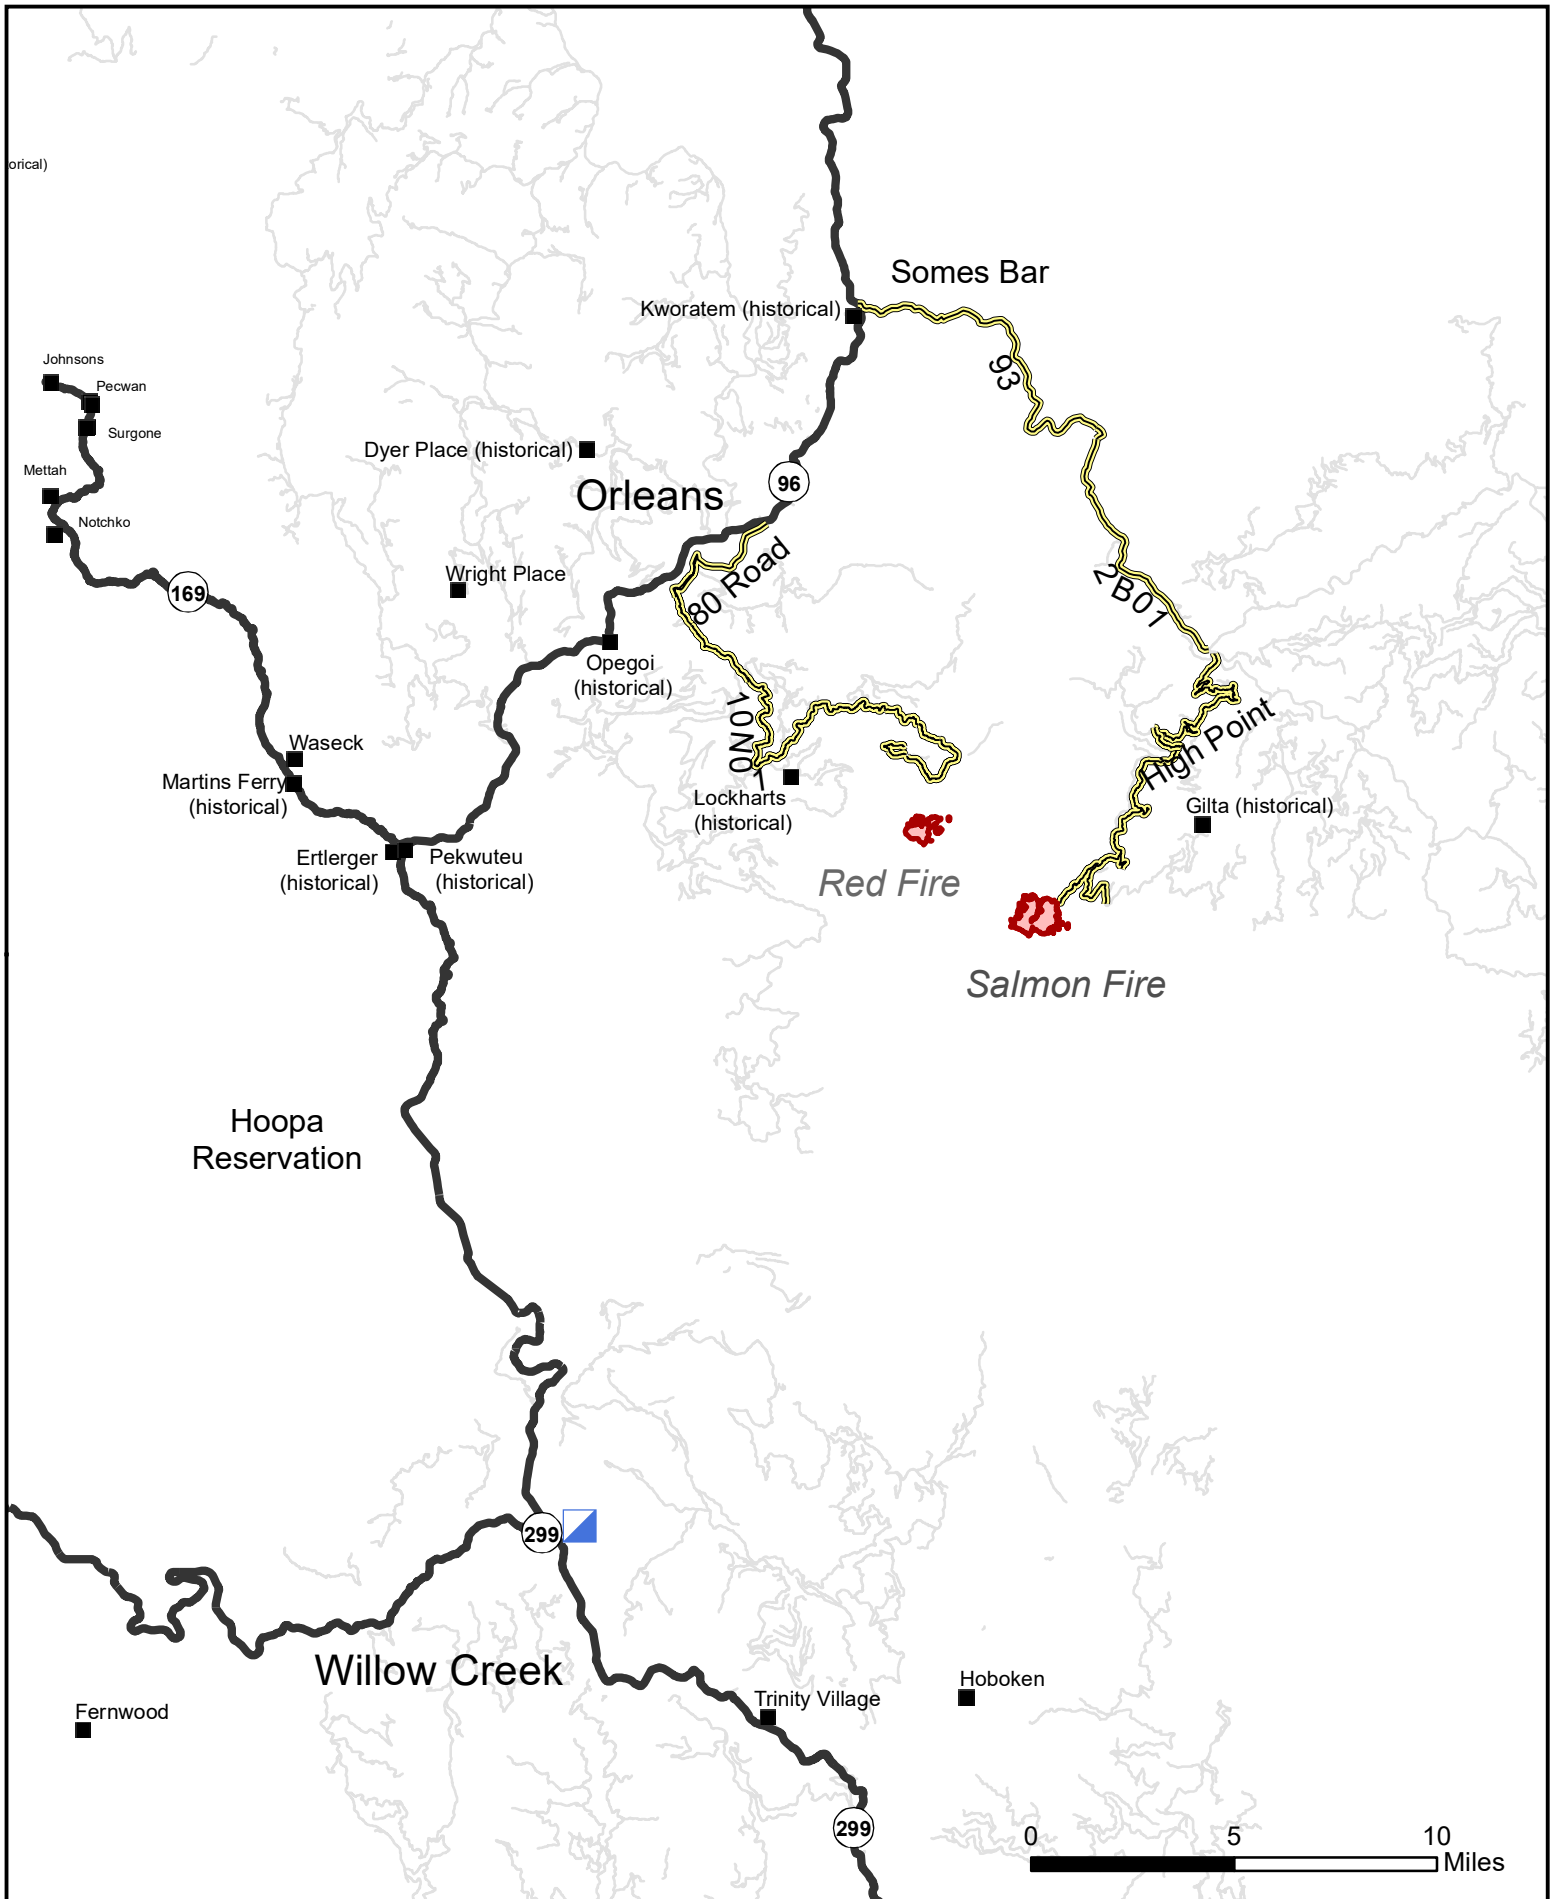 orical)
Somes Bar
Kworatem (historical)
Johnsons
Pecwan
93
Surgone
Dyer Place (historical)
Mettah
96
Orleans
Notchko
80 Road
Wright Place
169
2B01
Opegoi
(historical)
10N01
High Point
Waseck
Martins Ferry
(historical)
Lockharts
(historical)
Gilta (historical)
Ertlerger
(historical)
Pekwuteu
(historical)
Red Fire
Salmon Fire
Hoopa
Reservation
299
Willow Creek
Hoboken
Trinity Village
Fernwood
299
0 5 10
Miles